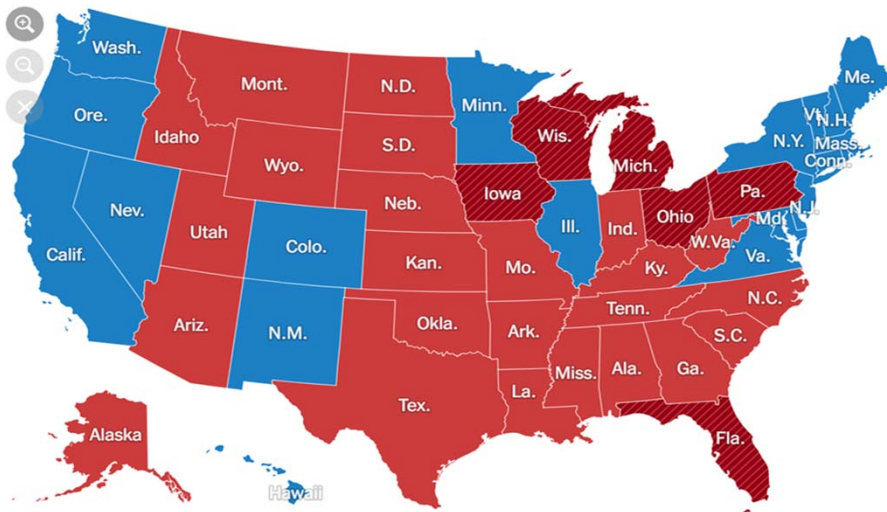 Wash.
Me.
Mont.
N.D.
Minn.
Ore.
Vt.
N.H.
Idaho
S.D.
Wis.
N.Y.
Mass.
Mich.
Conn.
Wyo.
Iowa
Pa.
Neb.
Nev.
Ohio
N.J.
Md.
Utah
Colo.
Ill.
Ind.
W.Va.
Calif.
Va.
Kan.
Mo.
Ky.
N.C.
Tenn.
Ariz.
N.M.
Okla.
Ark.
S.C.
Miss.
Ala.
Ga.
La.
Tex.
Alaska
Fla.
Hawaii